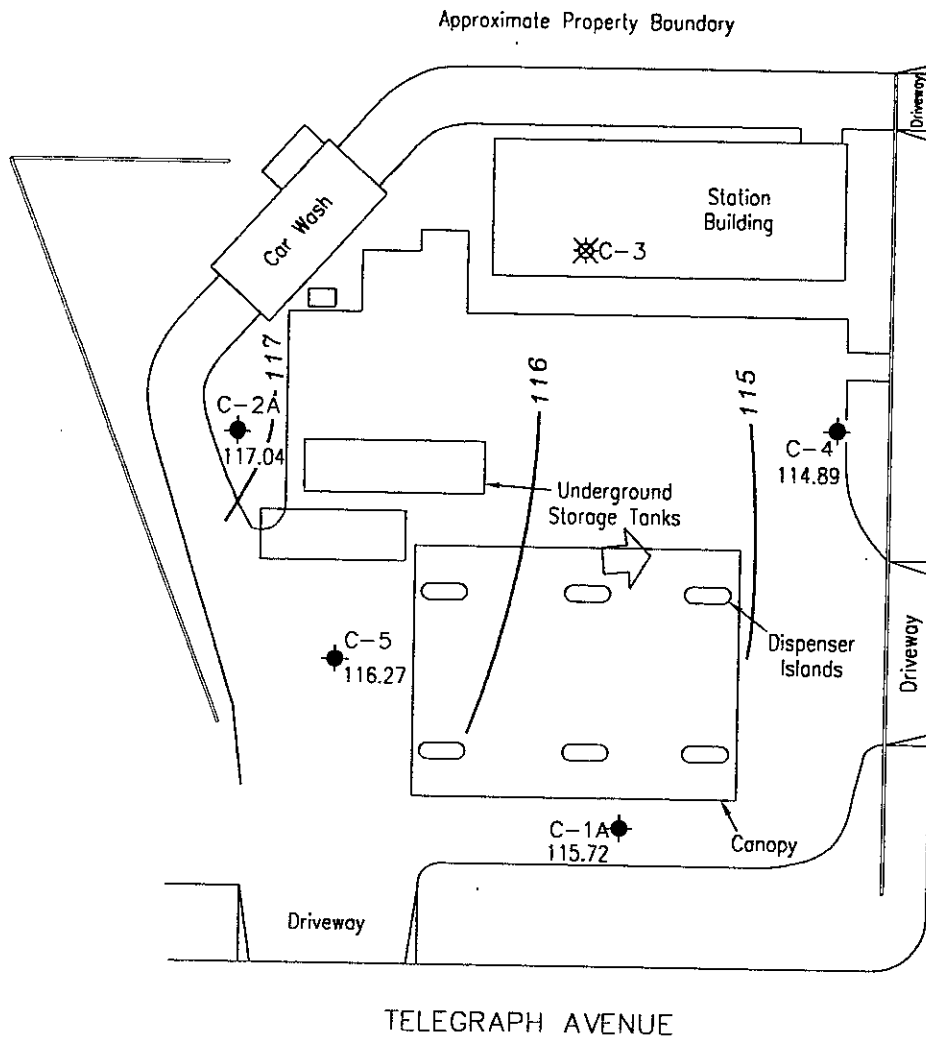 Approximate Property Boundary
Driveway
Car Wash
Station
Building
C-3
117
116
115
C-2A
117.04
C-4
114.89
Underground
Storage Tanks
C-5
116.27
Dispenser
Islands
Driveway
C-1A
115.72
Canopy
Driveway
TELEGRAPH AVENUE